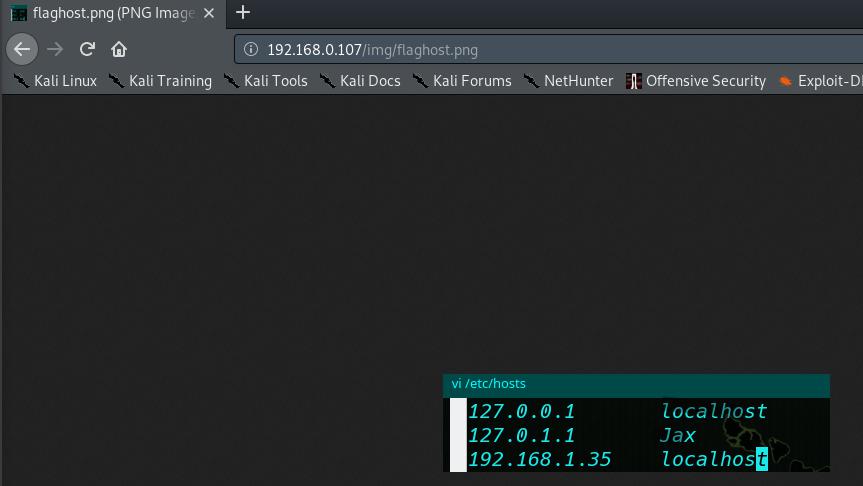 flaghost.png (PNG Image
192.168.0.107/img/flaghost.png
Kali Linux Kali Training Kali Tools Kali Docs Kali Forums NetHunter Offensive Security Exploit-D
vi /etc/hosts
127.0.0.1 localhost
127.0.1.1 Jax
192.168.1.35 localhost